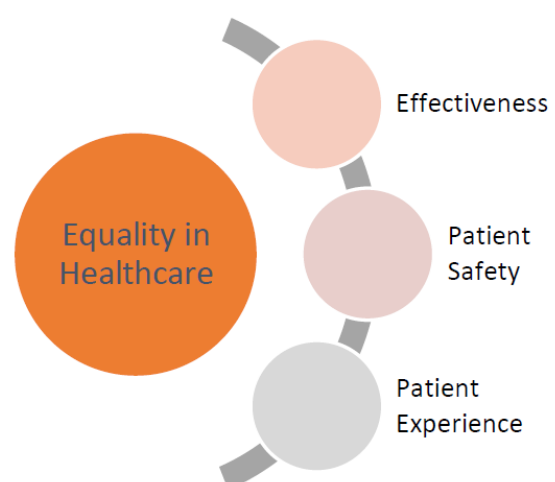 Effectiveness
Equality in
Healthcare
Patient
Safety
Patient
Experience